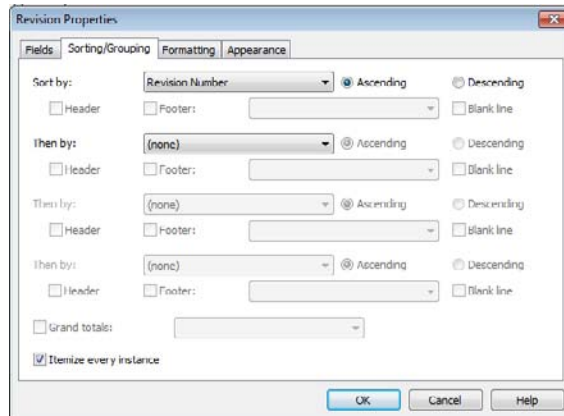 Revision Properties
Fields Sorting/Grouping Formatting Appearance
Sort by: Revision Number Ascending Descending
Header Footer: Blank line
Then by: (none) Ascending Descending
Header Footer: Blank line
Then by: (none) Ascending Descending
Header Footer: Blank line
Then by: (none) Ascending Descending
Header Footer: Blank line
Grand totals:
Itemize every instance
OK Cancel Help